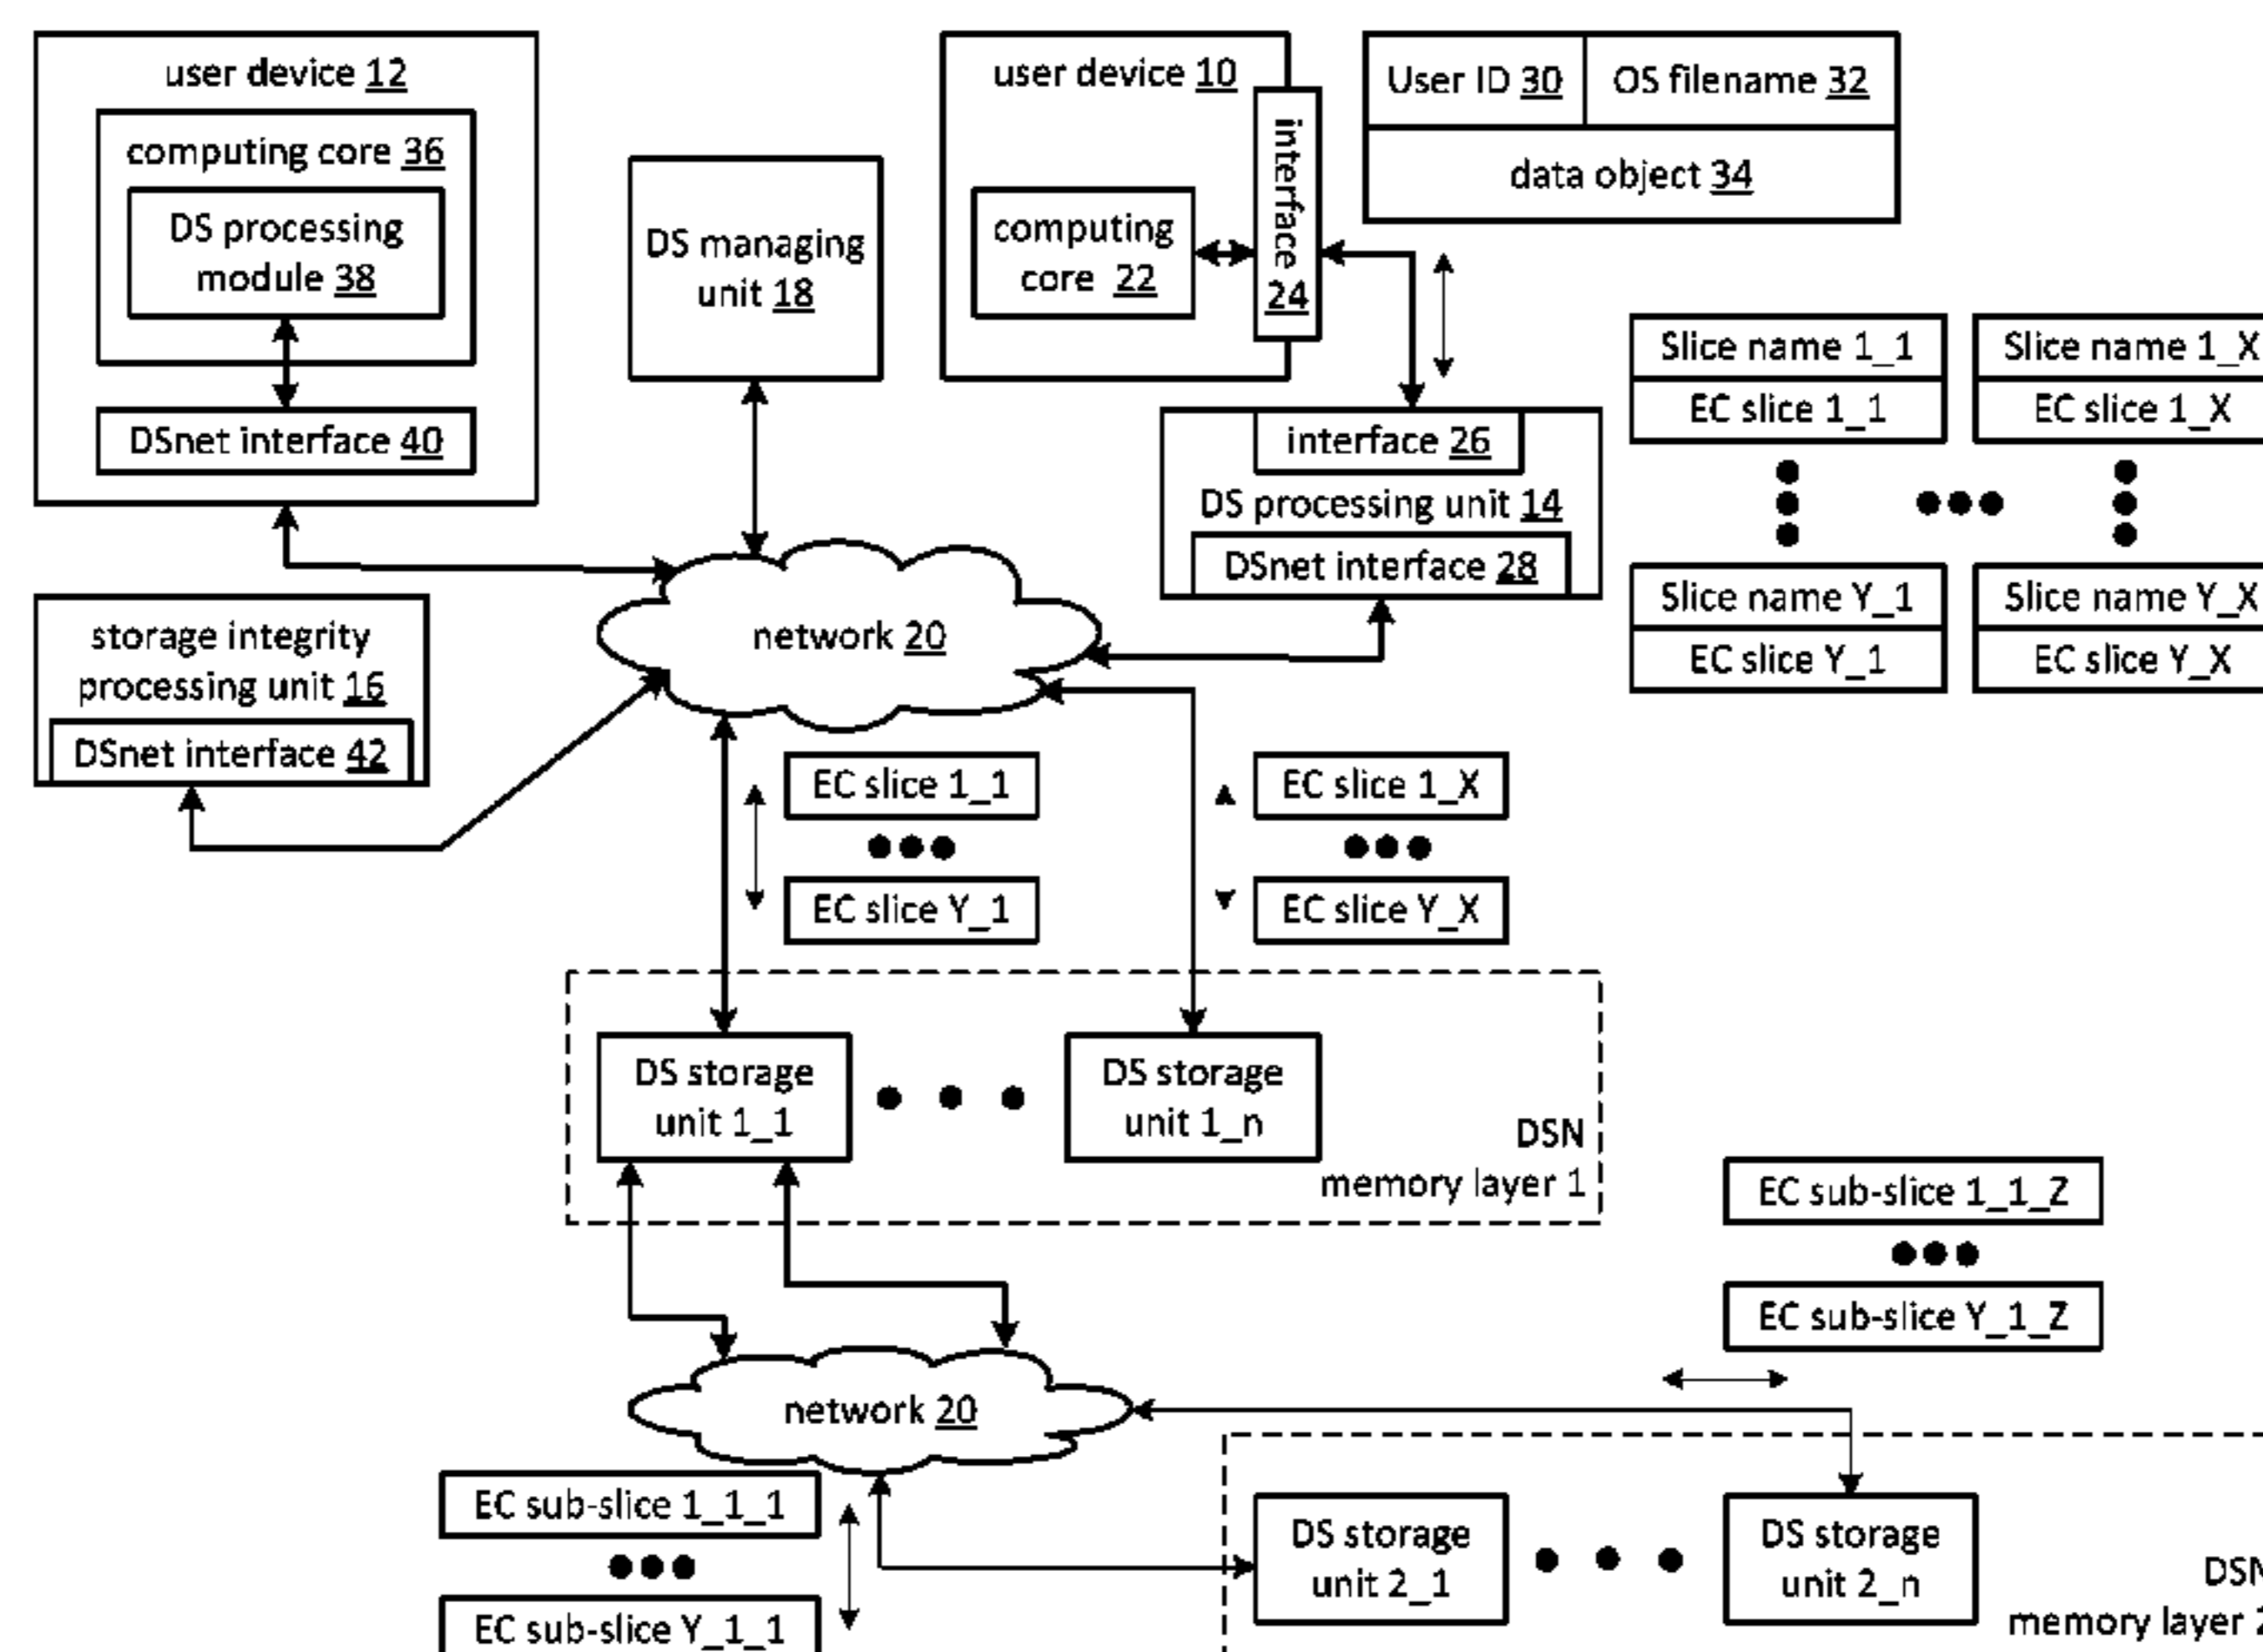 user device 12
computing core 36
DS processing
module 38
DSnet interface 40
DS managing
unit 18
user device 10
computing
core 22
interface 24
User ID 30
OS filename 32
data object 34
interface 26
DS processing unit 14
DSnet interface 28
Slice name 1_1
EC slice 1_1
Slice name 1_X
EC slice 1_X
Slice name Y_1
EC slice Y_1
Slice name Y_X
EC slice Y_X
storage integrity
processing unit 16
DSnet interface 42
network 20
EC slice 1_1
EC slice Y_1
EC slice 1_X
EC slice Y_X
DS storage
unit 1_1
DS storage
unit 1_n
DSN
memory layer 1
EC sub-slice 1_1_Z
EC sub-slice Y_1_Z
network 20
EC sub-slice 1_1_1
EC sub-slice Y_1_1
DS storage
unit 2_1
DS storage
unit 2_n
DSN
memory layer 2